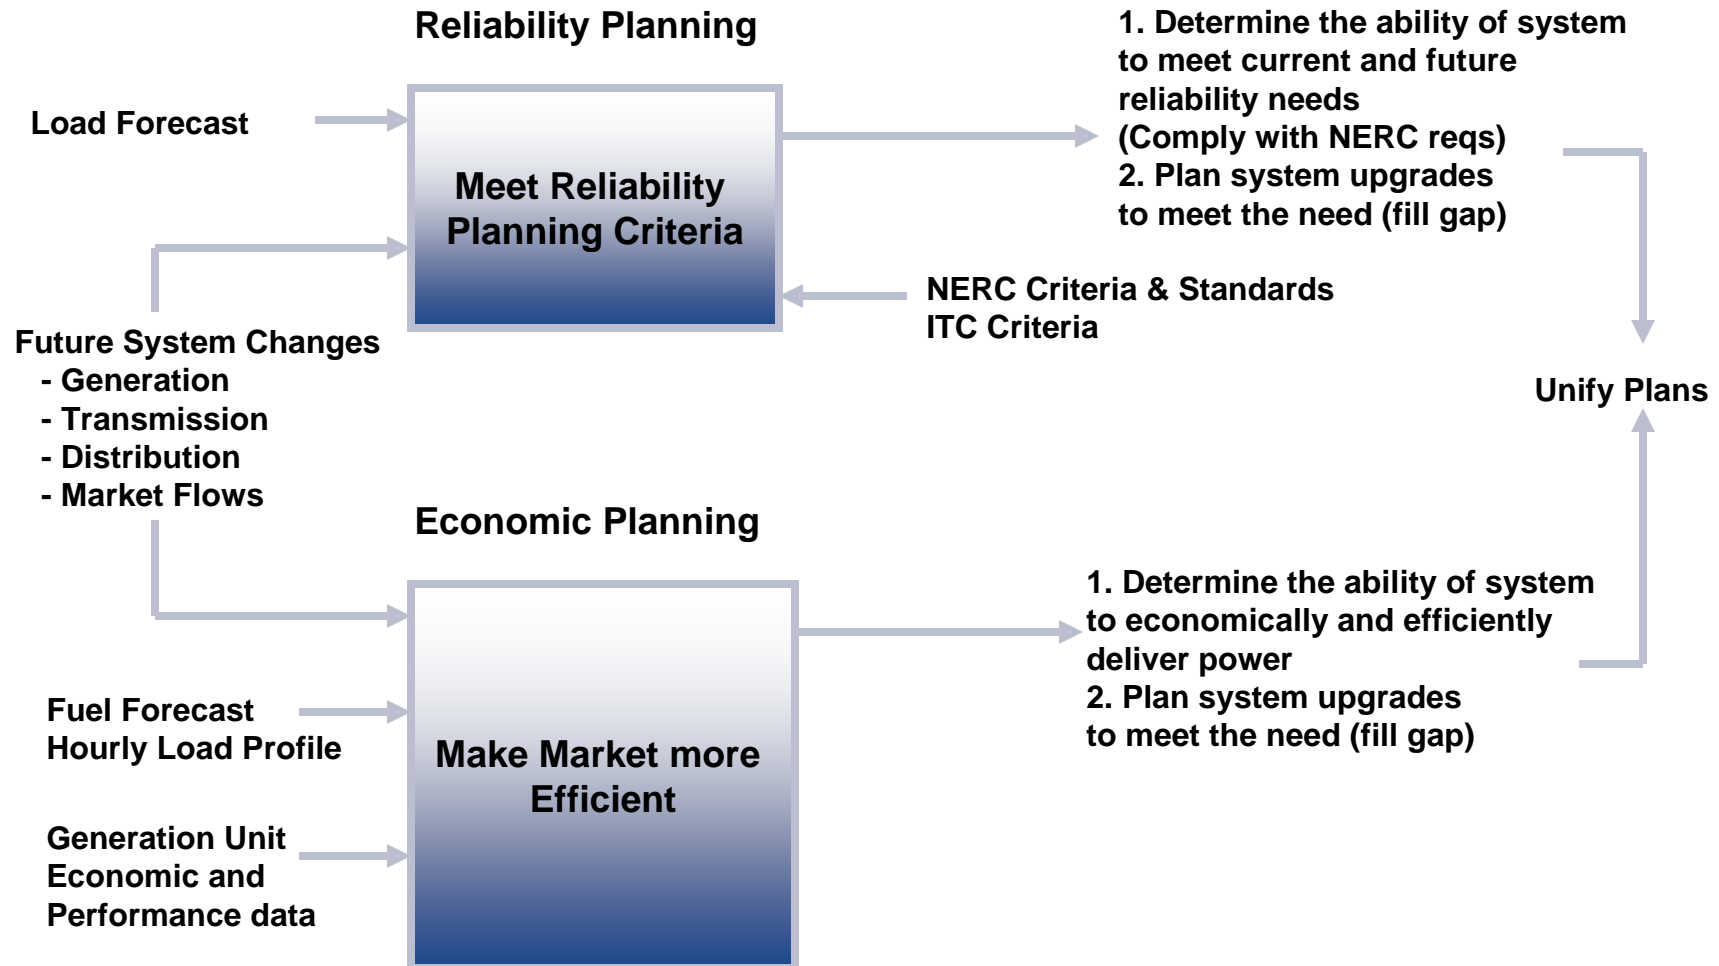 Reliability Planning
Load Forecast
Meet Reliability
Planning Criteria
1. Determine the ability of system
to meet current and future
reliability needs
(Comply with NERC reqs)
2. Plan system upgrades
to meet the need (fill gap)
NERC Criteria & Standards
ITC Criteria
Future System Changes
- Generation
- Transmission
- Distribution
- Market Flows
Unify Plans
Economic Planning
Fuel Forecast
Hourly Load Profile
Generation Unit
Economic and
Performance data
Make Market more
Efficient
1. Determine the ability of system
to economically and efficiently
deliver power
2. Plan system upgrades
to meet the need (fill gap)